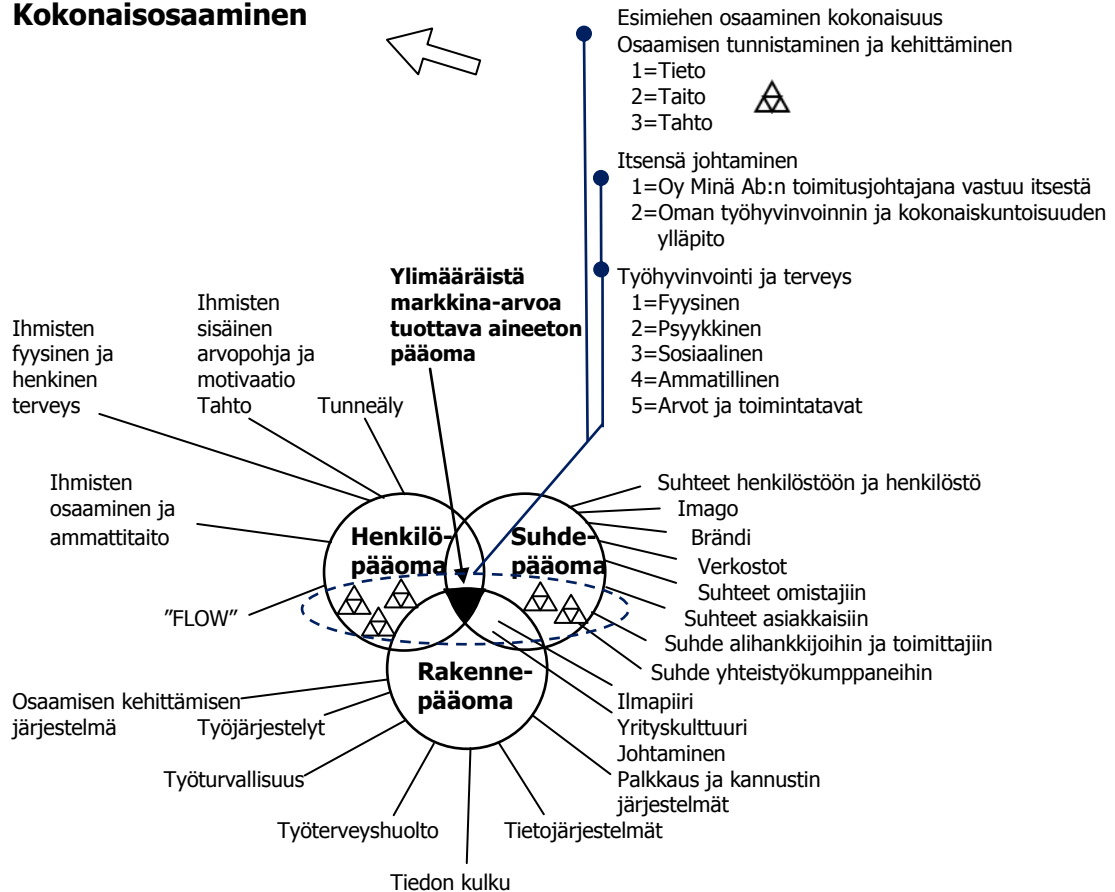 Kokonaisosaaminen
Esimiehen osaaminen kokonaisuus
Osaamisen tunnistaminen ja kehittäminen
1=Tieto
2=Taito
3=Tahto
Itsensä johtaminen
1=Oy Minä Ab:n toimitusjohtajana vastuu itsestä
2=Oman työhyvinvoinnin ja kokonaiskuntoisuuden
ylläpito
Työhyvinvointi ja terveys
1=Fyysinen
2=Psyykkinen
3=Sosiaalinen
4=Ammatillinen
5=Arvot ja toimintatavat
Ylimääräistä
markkina-arvoa
tuottava aineeton
pääoma
Ihmisten
fyysinen ja
henkinen
terveys
Ihmisten
sisäinen
arvopohja ja
motivaatio
Tahto
Tunneäly
Ihmisten
osaaminen ja
ammattitaito
"FLOW"
Henkilö-
pääoma
Suhde-
pääoma
Rakenne-
pääoma
Suhteet henkilöstöön ja henkilöstö
Imago
Brändi
Verkostot
Suhteet omistajiin
Suhteet asiakkaisiin
Suhde alihankkijoihin ja toimittajiin
Suhde yhteistyökumppaneihin
Ilmapiiri
Yrityskulttuuri
Johtaminen
Palkkaus ja kannustin
järjestelmät
Osaamisen kehittämisen
järjestelmä
Työjärjestelyt
Työturvallisuus
Työterveyshuolto
Tietojärjestelmät
Tiedon kulku